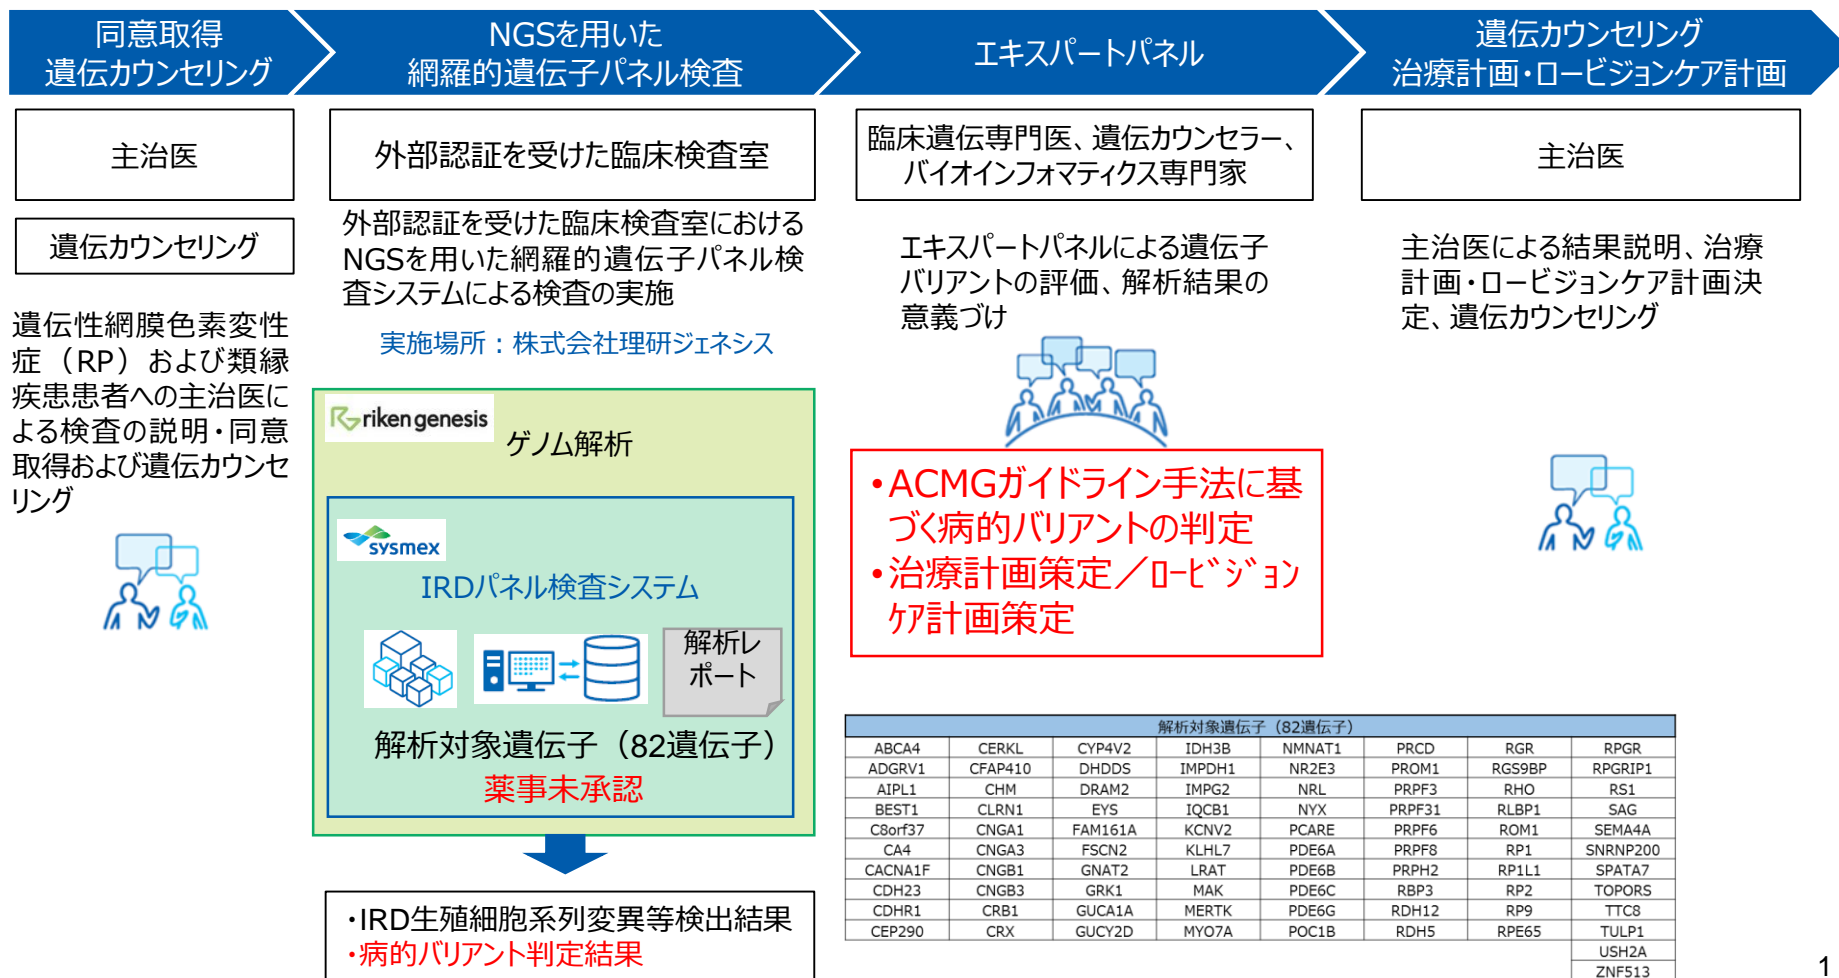 同意取得
遺伝カウンセリング
NGSを用いた
網羅的遺伝子パネル検査
エキスパートパネル
遺伝カウンセリング
治療計画・ロービジョンケア計画
主治医
外部認証を受けた臨床検査室
臨床遺伝専門医、遺伝カウンセラー、
バイオインフォマティクス専門家
主治医
遺伝カウンセリング
遺伝性網膜色素変性
症（RP）および類縁
疾患患者への主治医に
よる検査の説明・同意
取得および遺伝カウンセ
リング
外部認証を受けた臨床検査室における
NGSを用いた網羅的遺伝子パネル検
査システムによる検査の実施
実施場所：株式会社理研ジェネシス
riken genesis
ゲノム解析
sysmex
IRDパネル検査システム
解析レ
ポート
解析対象遺伝子（82遺伝子）
薬事未承認
・IRD生殖細胞系列変異等検出結果
・病的バリアント判定結果
エキスパートパネルによる遺伝子
バリアントの評価、解析結果の
意義づけ
•ACMGガイドライン手法に基
づく病的バリアントの判定
•治療計画策定／ﾛｰﾋﾞｼﾞｮﾝ
ｹｱ計画策定
主治医による結果説明、治療
計画・ロービジョンケア計画決
定、遺伝カウンセリング
解析対象遺伝子（82遺伝子）
ABCA4 CERKL CYP4V2 IDH3B NMNAT1 PRCD RGR RPGR
ADGRV1 CFAP410 DHDDS IMPDH1 NR2E3 PROM1 RGS9BP RPGRIP1
AIPL1 CHM DRAM2 IMPG2 NRL PRPF3 RHO RS1
BEST1 CLRN1 EYS IQCB1 NYX PRPF31 RLBP1 SAG
C8orf37 CNGA1 FAM161A KCNV2 PCARE PRPF6 ROM1 SEMA4A
CA4 CNGA3 FSCN2 KLHL7 PDE6A PRPF8 RP1 SNRNP200
CACNA1F CNGB1 GNAT2 LRAT PDE6B PRPH2 RP1L1 SPATA7
CDH23 CNGB3 GRK1 MAK PDE6C RBP3 RP2 TOPORS
CDHR1 CRB1 GUCA1A MERTK PDE6G RDH12 RP9 TTC8
CEP290 CRX GUCY2D MYO7A POC1B RDH5 RPE65 TULP1
USH2A
ZNF513
1